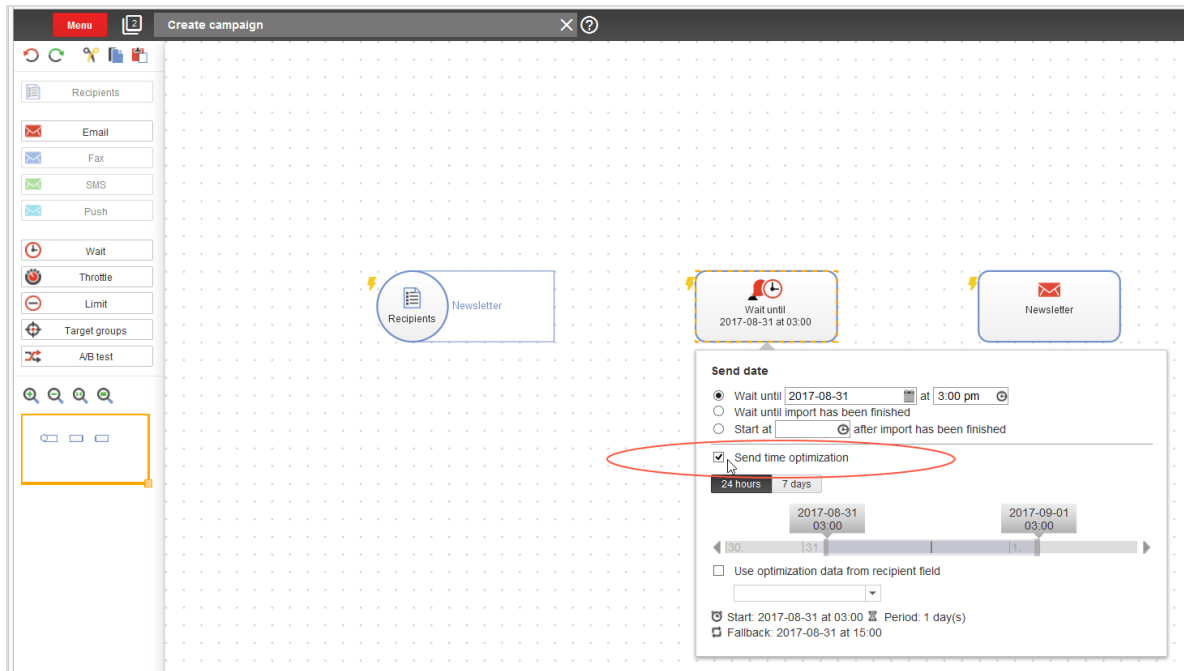 Menu
2
Create campaign
?
Recipients
Email
Fax
SMS
Push
Wait
Throttle
Limit
Target groups
A/B test
Recipients
Newsletter
Wait until
2017-08-31 at 03:00
Newsletter
Send date
Wait until 2017-08-31 at 3:00 pm
Wait until import has been finished
Start at after import has been finished
Send time optimization
24 hours 7 days
2017-08-31 2017-09-01
03:00 03:00
30. 31. 1.
Use optimization data from recipient field
Start: 2017-08-31 at 03:00 Period: 1 day(s)
Fallback: 2017-08-31 at 15:00